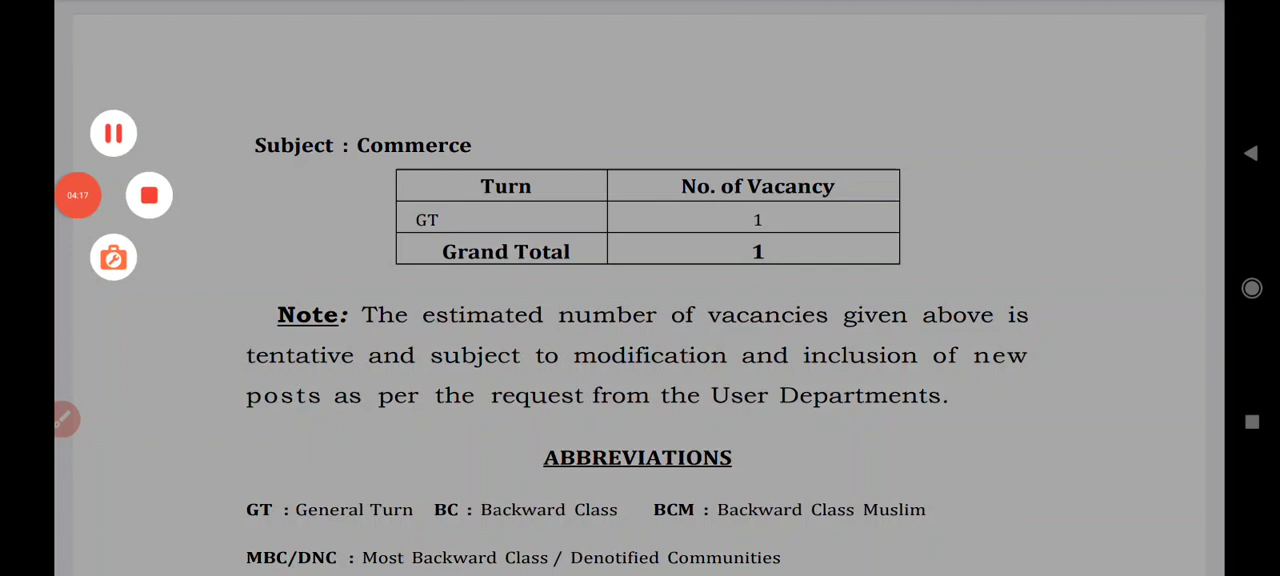 Subject : Commerce
Turn No. of Vacancy
GT 1
Grand Total 1
04:17
Note: The estimated number of vacancies given above is
tentative and subject to modification and inclusion of new
posts as per the request from the User Departments.
ABBREVIATIONS
GT : General Turn BC : Backward Class BCM : Backward Class Muslim
MBC/DNC : Most Backward Class / Denotified Communities